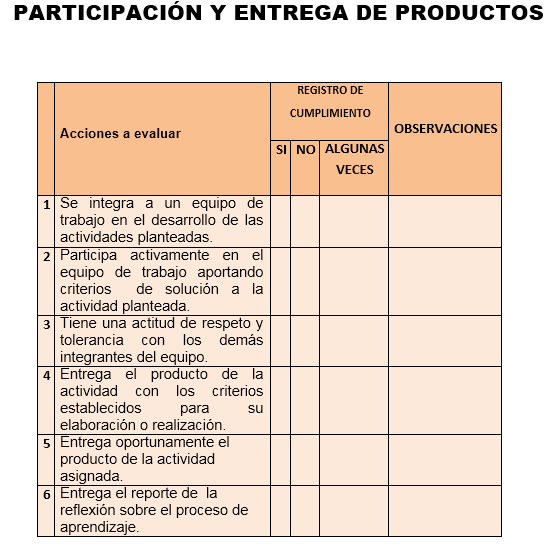 PARTICIPACIÓN Y ENTREGA DE PRODUCTOS
REGISTRO DE
CUMPLIMIENTO
Acciones a evaluar
OBSERVACIONES
SI NO ALGUNAS
VECES
1 Se integra a un equipo de
trabajo en el desarrollo de las
actividades planteadas.
2 Participa activamente en el
equipo de trabajo aportando
criterios de solución a la
actividad planteada.
3 Tiene una actitud de respeto y
tolerancia con los demás
integrantes del equipo.
4 Entrega el producto de la
actividad con los criterios
establecidos para su
elaboración o realización.
5 Entrega oportunamente el
producto de la actividad
asignada.
6 Entrega el reporte de la
reflexión sobre el proceso de
aprendizaje.